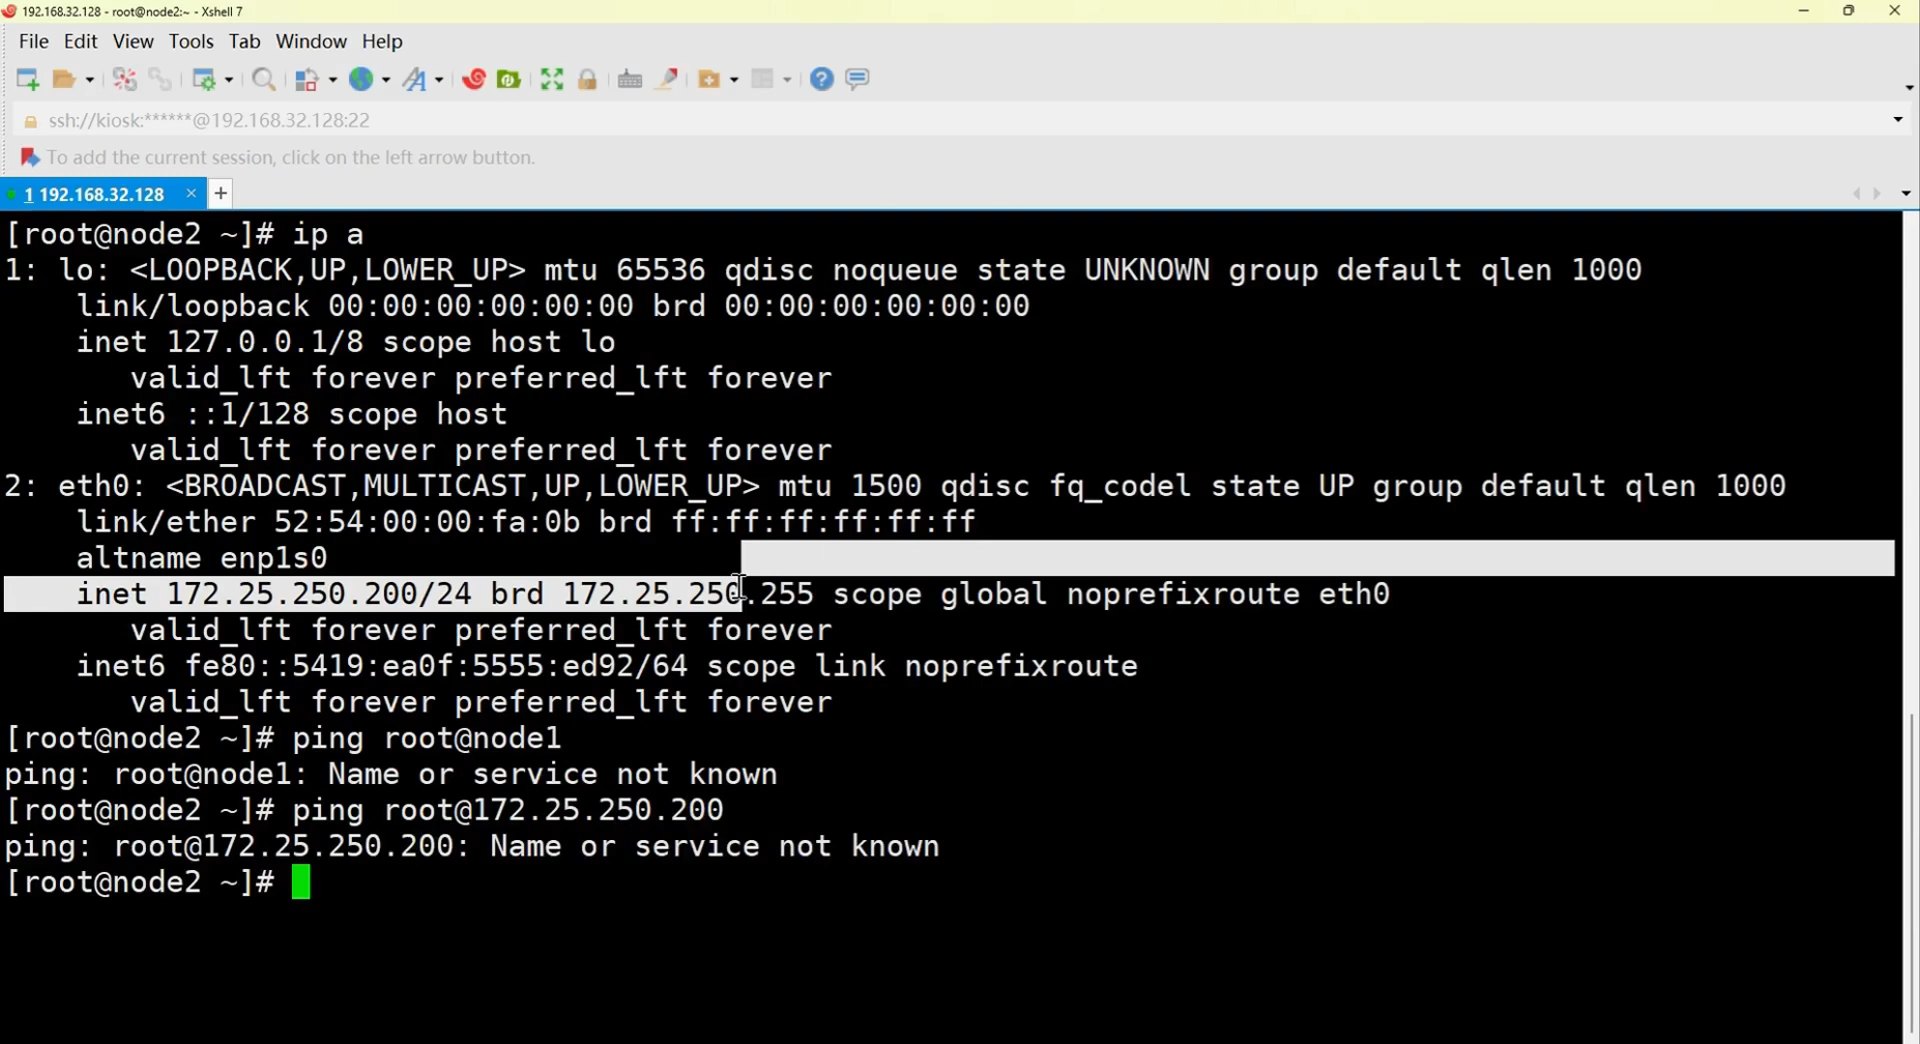 192.168.32.128 - root@node2:~ - Xshell 7
File Edit View Tools Tab Window Help
ssh://kiosk:******@192.168.32.128:22
To add the current session, click on the left arrow button.
1 192.168.32.128 × +
[root@node2 ~]# ip a
1: lo: <LOOPBACK,UP,LOWER_UP> mtu 65536 qdisc noqueue state UNKNOWN group default qlen 1000
link/loopback 00:00:00:00:00:00 brd 00:00:00:00:00:00
inet 127.0.0.1/8 scope host lo
valid_lft forever preferred_lft forever
inet6 ::1/128 scope host
valid_lft forever preferred_lft forever
2: eth0: <BROADCAST,MULTICAST,UP,LOWER_UP> mtu 1500 qdisc fq_codel state UP group default qlen 1000
link/ether 52:54:00:00:fa:0b brd ff:ff:ff:ff:ff:ff
altname enp1s0
inet 172.25.250.200/24 brd 172.25.250.255 scope global noprefixroute eth0
valid_lft forever preferred_lft forever
inet6 fe80::5419:ea0f:5555:ed92/64 scope link noprefixroute
valid_lft forever preferred_lft forever
[root@node2 ~]# ping root@node1
ping: root@node1: Name or service not known
[root@node2 ~]# ping root@172.25.250.200
ping: root@172.25.250.200: Name or service not known
[root@node2 ~]#